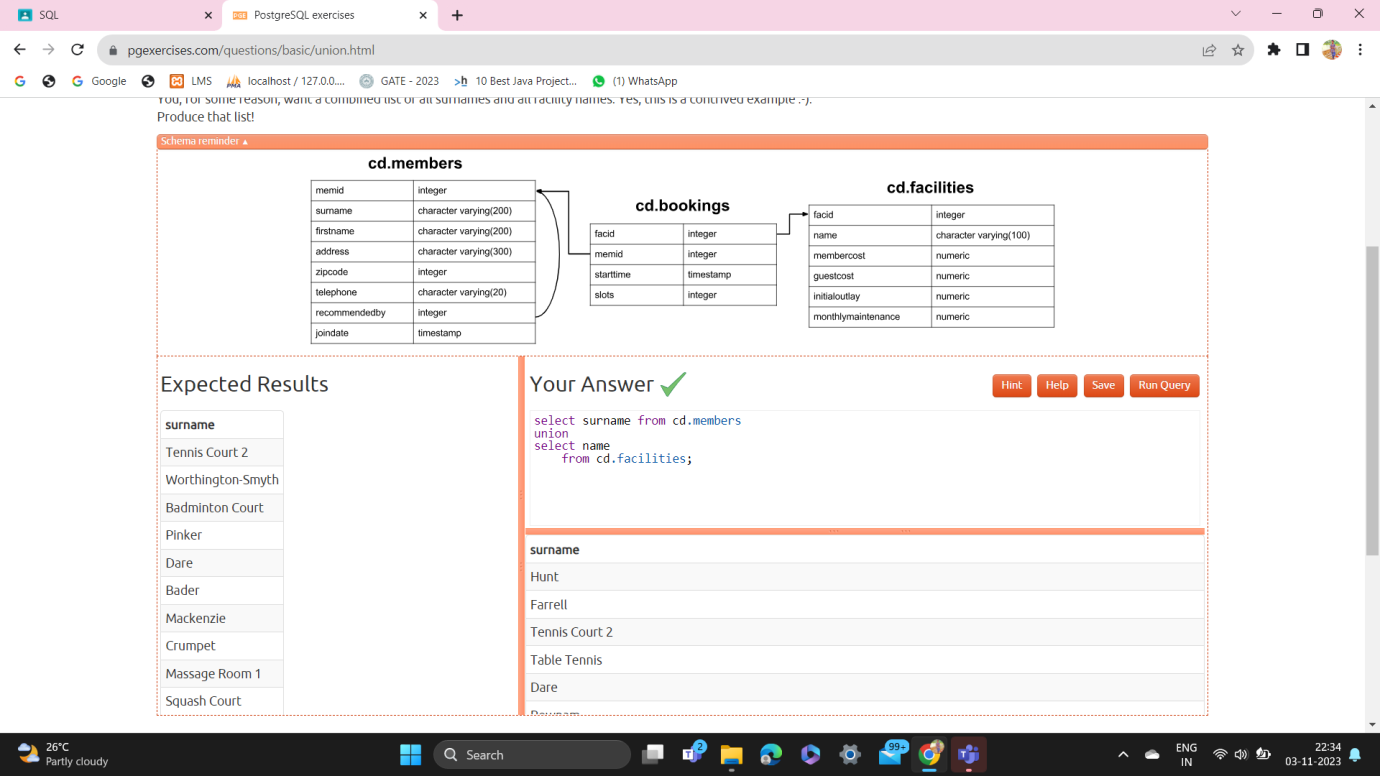 SQL
PostgreSQL exercises
pgexercises.com/questions/basic/union.html
Google
LMS
localhost / 127.0.0....
GATE - 2023
10 Best Java Project...
(1) WhatsApp
You, for some reason, want a combined list of all surnames and all facility names. Yes, this is a contrived example :-).
Produce that list!
Schema reminder ▲
cd.members
memid integer
surname character varying(200)
firstname character varying(200)
address character varying(300)
zipcode integer
telephone character varying(20)
recommendedby integer
joindate timestamp
cd.bookings
facid integer
memid integer
starttime timestamp
slots integer
cd.facilities
facid integer
name character varying(100)
membercost numeric
guestcost numeric
initialoutlay numeric
monthlymaintenance numeric
Expected Results
surname
Tennis Court 2
Worthington-Smyth
Badminton Court
Pinker
Dare
Bader
Mackenzie
Crumpet
Massage Room 1
Squash Court
Your Answer
Hint Help Save Run Query
select surname from cd.members
union
select name
from cd.facilities;
surname
Hunt
Farrell
Tennis Court 2
Table Tennis
Dare
26°C
Partly cloudy
Search
2
99+
ENG
IN
22:34
03-11-2023